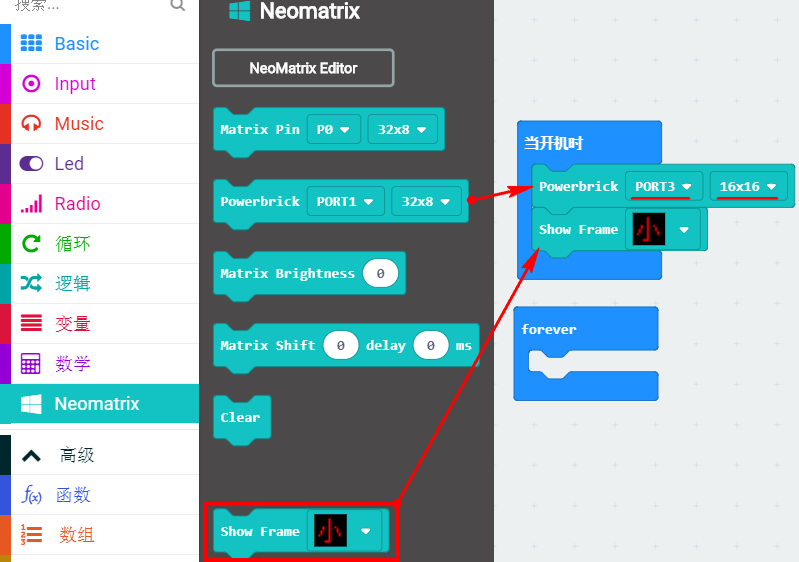 搜索...
Basic
Input
Music
Led
Radio
循环
逻辑
变量
数学
Neomatrix
高级
函数
数组
Neomatrix
NeoMatrix Editor
Matrix Pin P0 32x8
Powerbrick PORT1 32x8
Matrix Brightness 0
Matrix Shift 0 delay 0 ms
Clear
Show Frame 小
当开机时
Powerbrick PORT3 16x16
Show Frame 小
forever